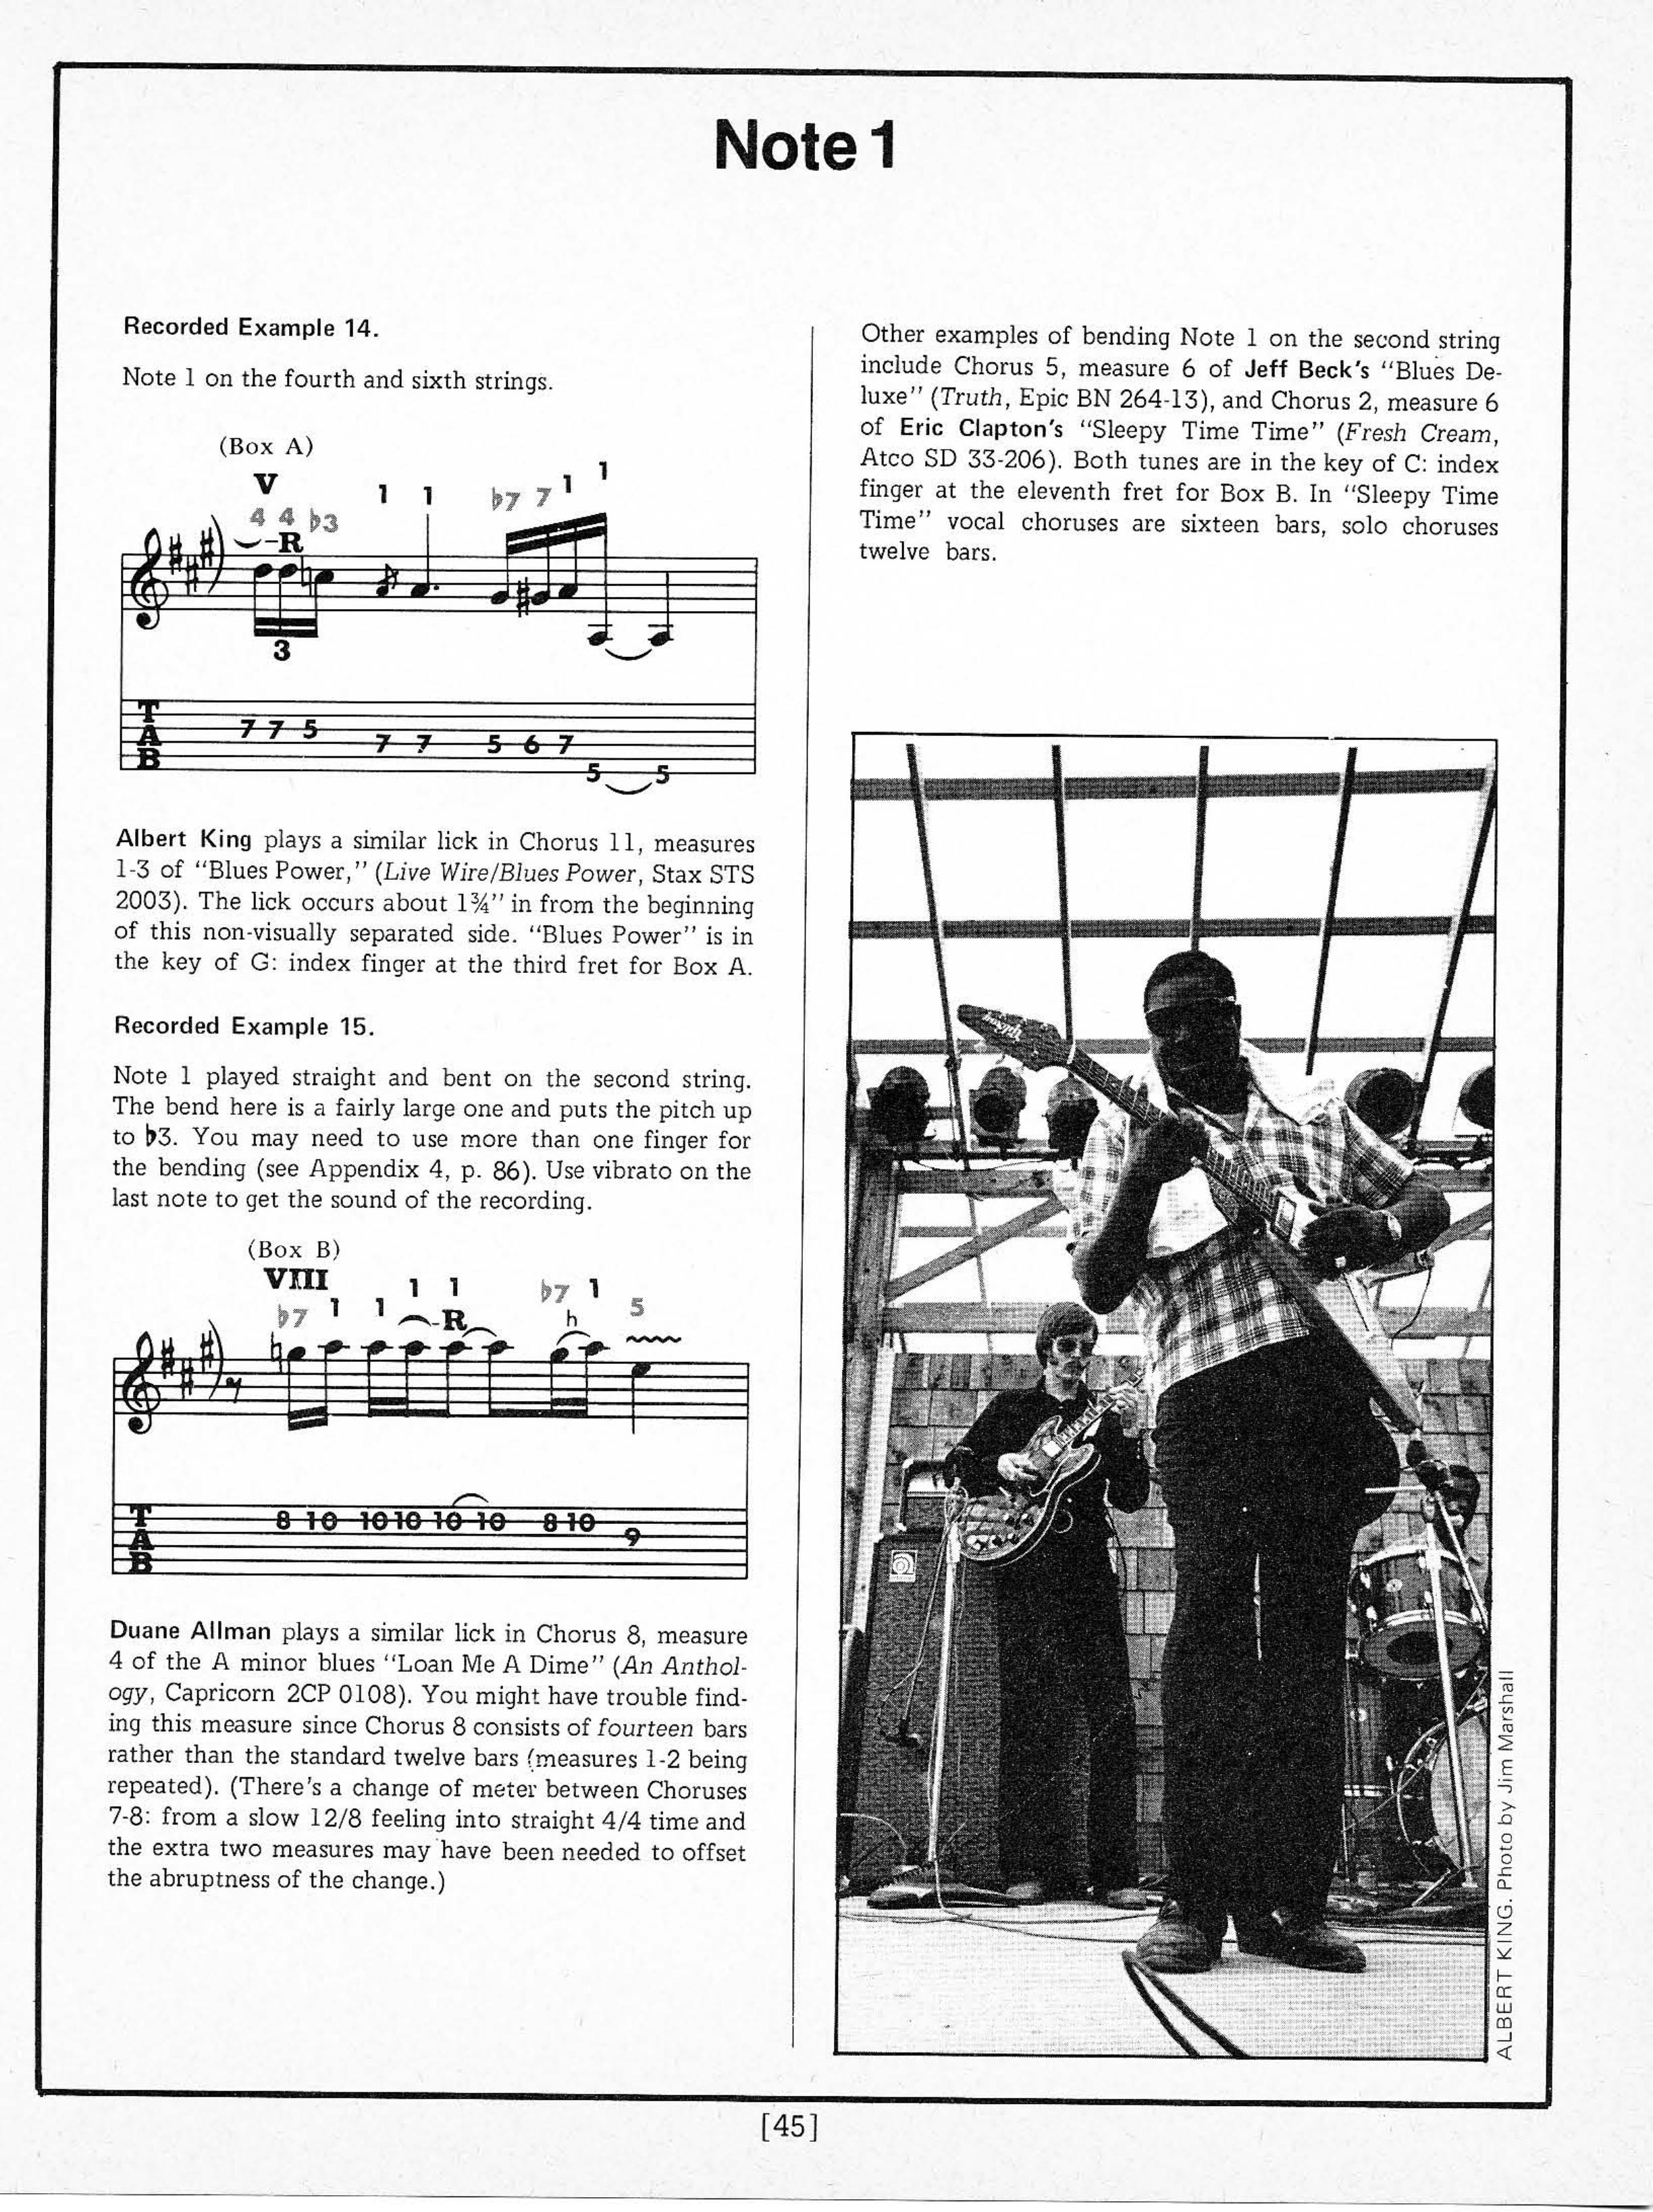 Note 1
Recorded Example 14.
Note 1 on the fourth and sixth strings.
(Box A)
V
4 4 ♭3 1 1 ♭7 7 1 1
R
3
T
A
B
7 7 5 7 7 5 6 7 5 5
Albert King plays a similar lick in Chorus 11, measures
1-3 of “Blues Power,” (Live Wire/Blues Power, Stax STS
2003). The lick occurs about 1¾” in from the beginning
of this non-visually separated side. “Blues Power” is in
the key of G: index finger at the third fret for Box A.
Recorded Example 15.
Note 1 played straight and bent on the second string.
The bend here is a fairly large one and puts the pitch up
to ♭3. You may need to use more than one finger for
the bending (see Appendix 4, p. 86). Use vibrato on the
last note to get the sound of the recording.
(Box B)
VIII
♭7 1 1 1 1 ♭7 1 5
R h
T
A
B
8 10 10 10 10 10 8 10 9
Duane Allman plays a similar lick in Chorus 8, measure
4 of the A minor blues “Loan Me A Dime” (An Anthol-
ogy, Capricorn 2CP 0108). You might have trouble find-
ing this measure since Chorus 8 consists of fourteen bars
rather than the standard twelve bars (measures 1-2 being
repeated). (There’s a change of meter between Choruses
7-8: from a slow 12/8 feeling into straight 4/4 time and
the extra two measures may have been needed to offset
the abruptness of the change.)
Other examples of bending Note 1 on the second string
include Chorus 5, measure 6 of Jeff Beck’s “Blues De-
luxe” (Truth, Epic BN 264-13), and Chorus 2, measure 6
of Eric Clapton’s “Sleepy Time Time” (Fresh Cream,
Atco SD 33-206). Both tunes are in the key of C: index
finger at the eleventh fret for Box B. In “Sleepy Time
Time” vocal choruses are sixteen bars, solo choruses
twelve bars.
ALBERT KING. Photo by Jim Marshall
[45]